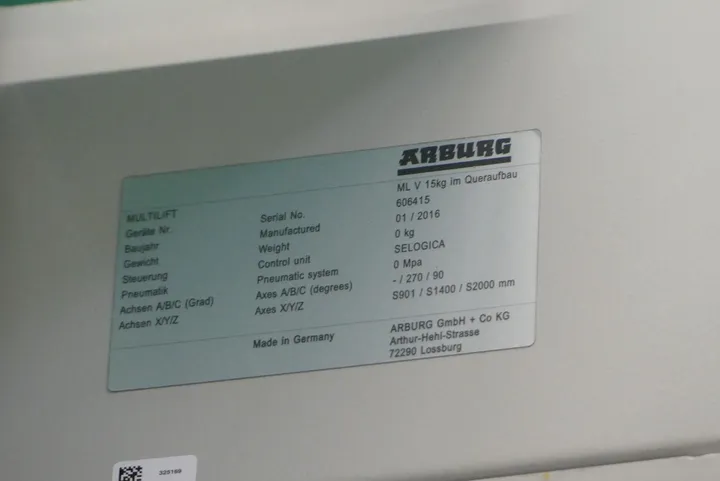 ARBURG
MULTILIFT ML V 15kg im Queraufbau
Geräte Nr. Serial No. 606415
Baujahr Manufactured 01 / 2016
Gewicht Weight 0 kg
Steuerung Control unit SELOGICA
Pneumatik Pneumatic system 0 Mpa
Achsen A/B/C (Grad) Axes A/B/C (degrees) - / 270 / 90
Achsen X/Y/Z Axes X/Y/Z S901 / S1400 / S2000 mm
Made in Germany ARBURG GmbH + Co KG
Arthur-Hehl-Strasse
72290 Lossburg
325169